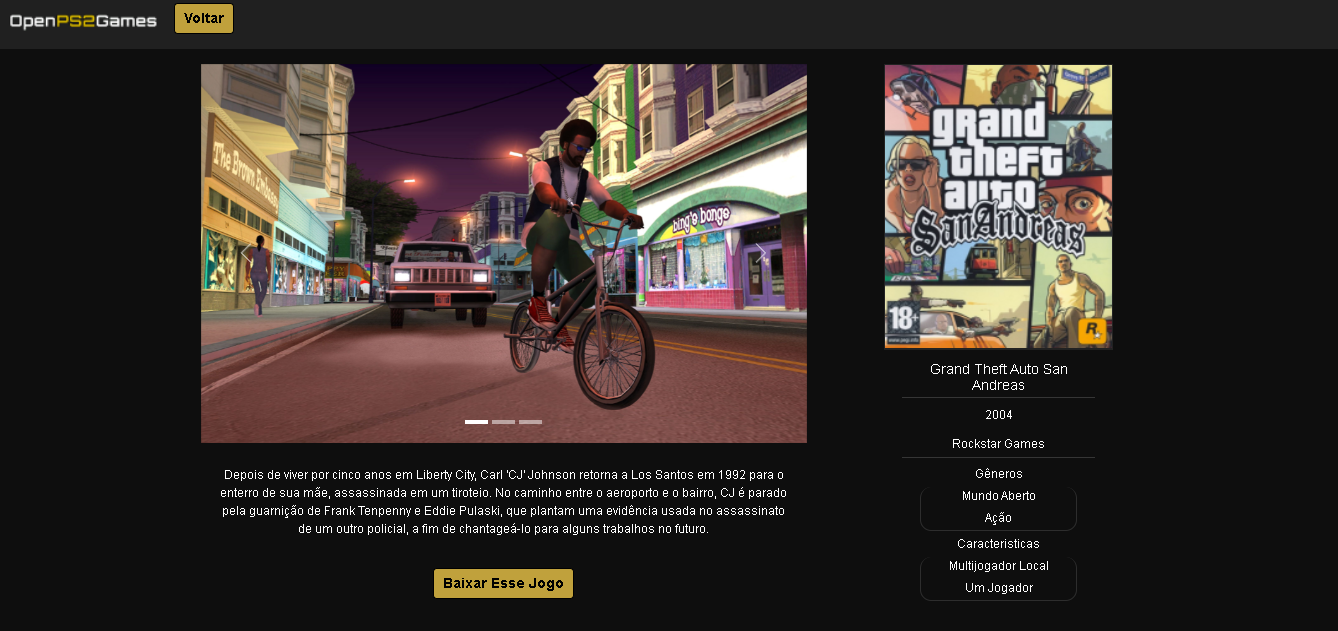 OpenPS2Games
Voltar
The Brown Embassy
bing's bonge
grand
theft
auto
San Andreas
18+
www.pegi.info
R
Grand Theft Auto San
Andreas
2004
Rockstar Games
Gêneros
Mundo Aberto
Ação
Caracteristicas
Multijogador Local
Um Jogador
Depois de viver por cinco anos em Liberty City, Carl 'CJ' Johnson retorna a Los Santos em 1992 para o
enterro de sua mãe, assassinada em um tiroteio. No caminho entre o aeroporto e o bairro, CJ é parado
pela guarnição de Frank Tenpenny e Eddie Pulaski, que plantam uma evidência usada no assassinato
de um outro policial, a fim de chantageá-lo para alguns trabalhos no futuro.
Baixar Esse Jogo